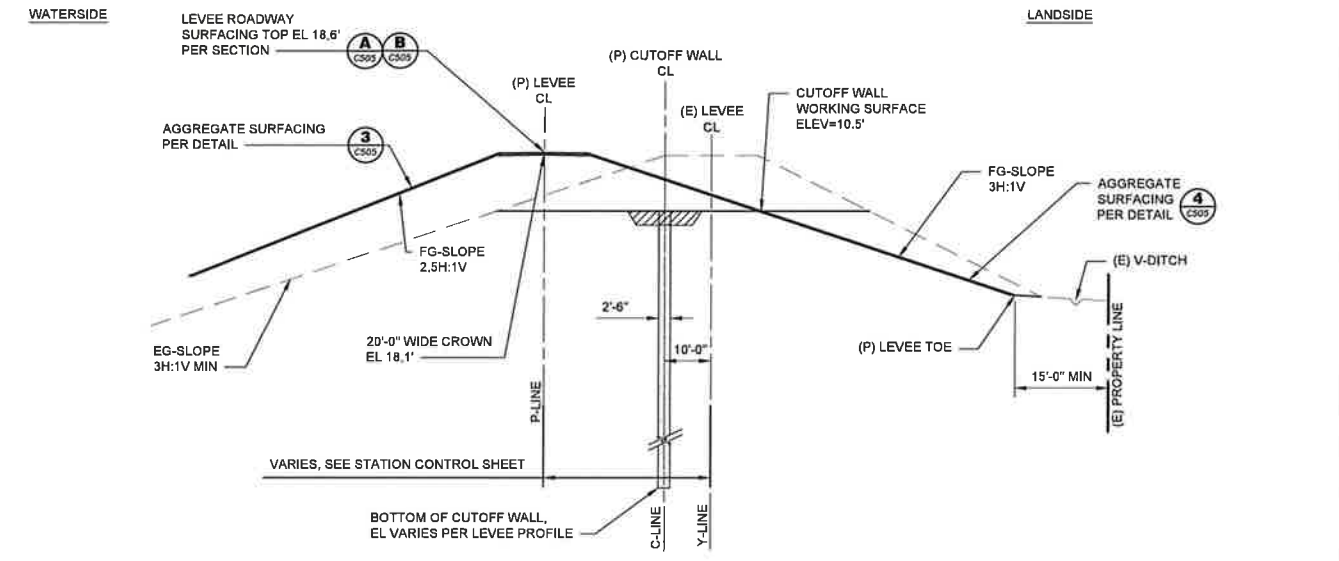 WATERSIDE
LANDSIDE
LEVEE ROADWAY
SURFACING TOP EL 18,6'
PER SECTION
A
C505
B
C505
(P) LEVEE
CL
(P) CUTOFF WALL
CL
(E) LEVEE
CL
CUTOFF WALL
WORKING SURFACE
ELEV=10.5'
AGGREGATE SURFACING
PER DETAIL
3
C505
FG-SLOPE
3H:1V
AGGREGATE
SURFACING
PER DETAIL
4
C505
FG-SLOPE
2,5H:1V
(E) V-DITCH
EG-SLOPE
3H:1V MIN
20'-0" WIDE CROWN
EL 18,1'
2'-6"
10'-0"
(P) LEVEE TOE
15'-0" MIN
(E) PROPERTY LINE
P-LINE
VARIES, SEE STATION CONTROL SHEET
BOTTOM OF CUTOFF WALL,
EL VARIES PER LEVEE PROFILE
C-LINE
Y-LINE